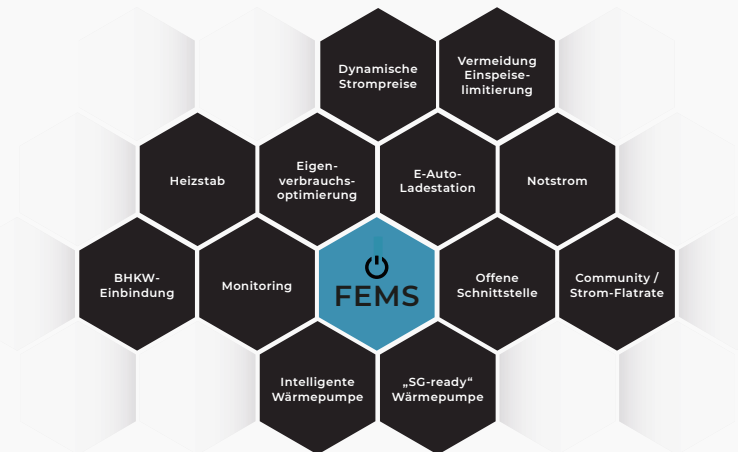 Dynamische
Strompreise
Vermeidung
Einspeise-
limitierung
Heizstab
Eigen-
verbrauchs-
optimierung
E-Auto-
Ladestation
Notstrom
BHKW-
Einbindung
Monitoring
FEMS
Offene
Schnittstelle
Community /
Strom-Flatrate
Intelligente
Wärmepumpe
„SG-ready“
Wärmepumpe